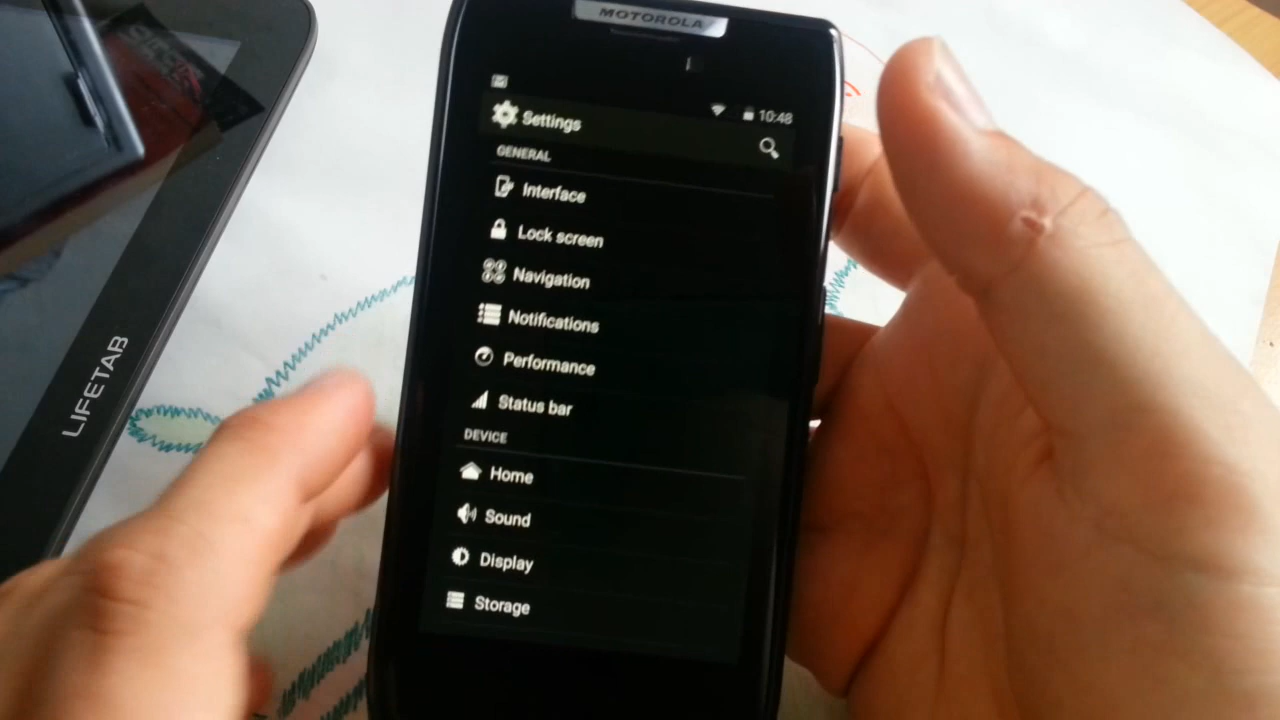 MOTOROLA
10:48
Settings
GENERAL
Interface
Lock screen
Navigation
Notifications
Performance
Status bar
DEVICE
Home
Sound
Display
Storage
LIFETAB